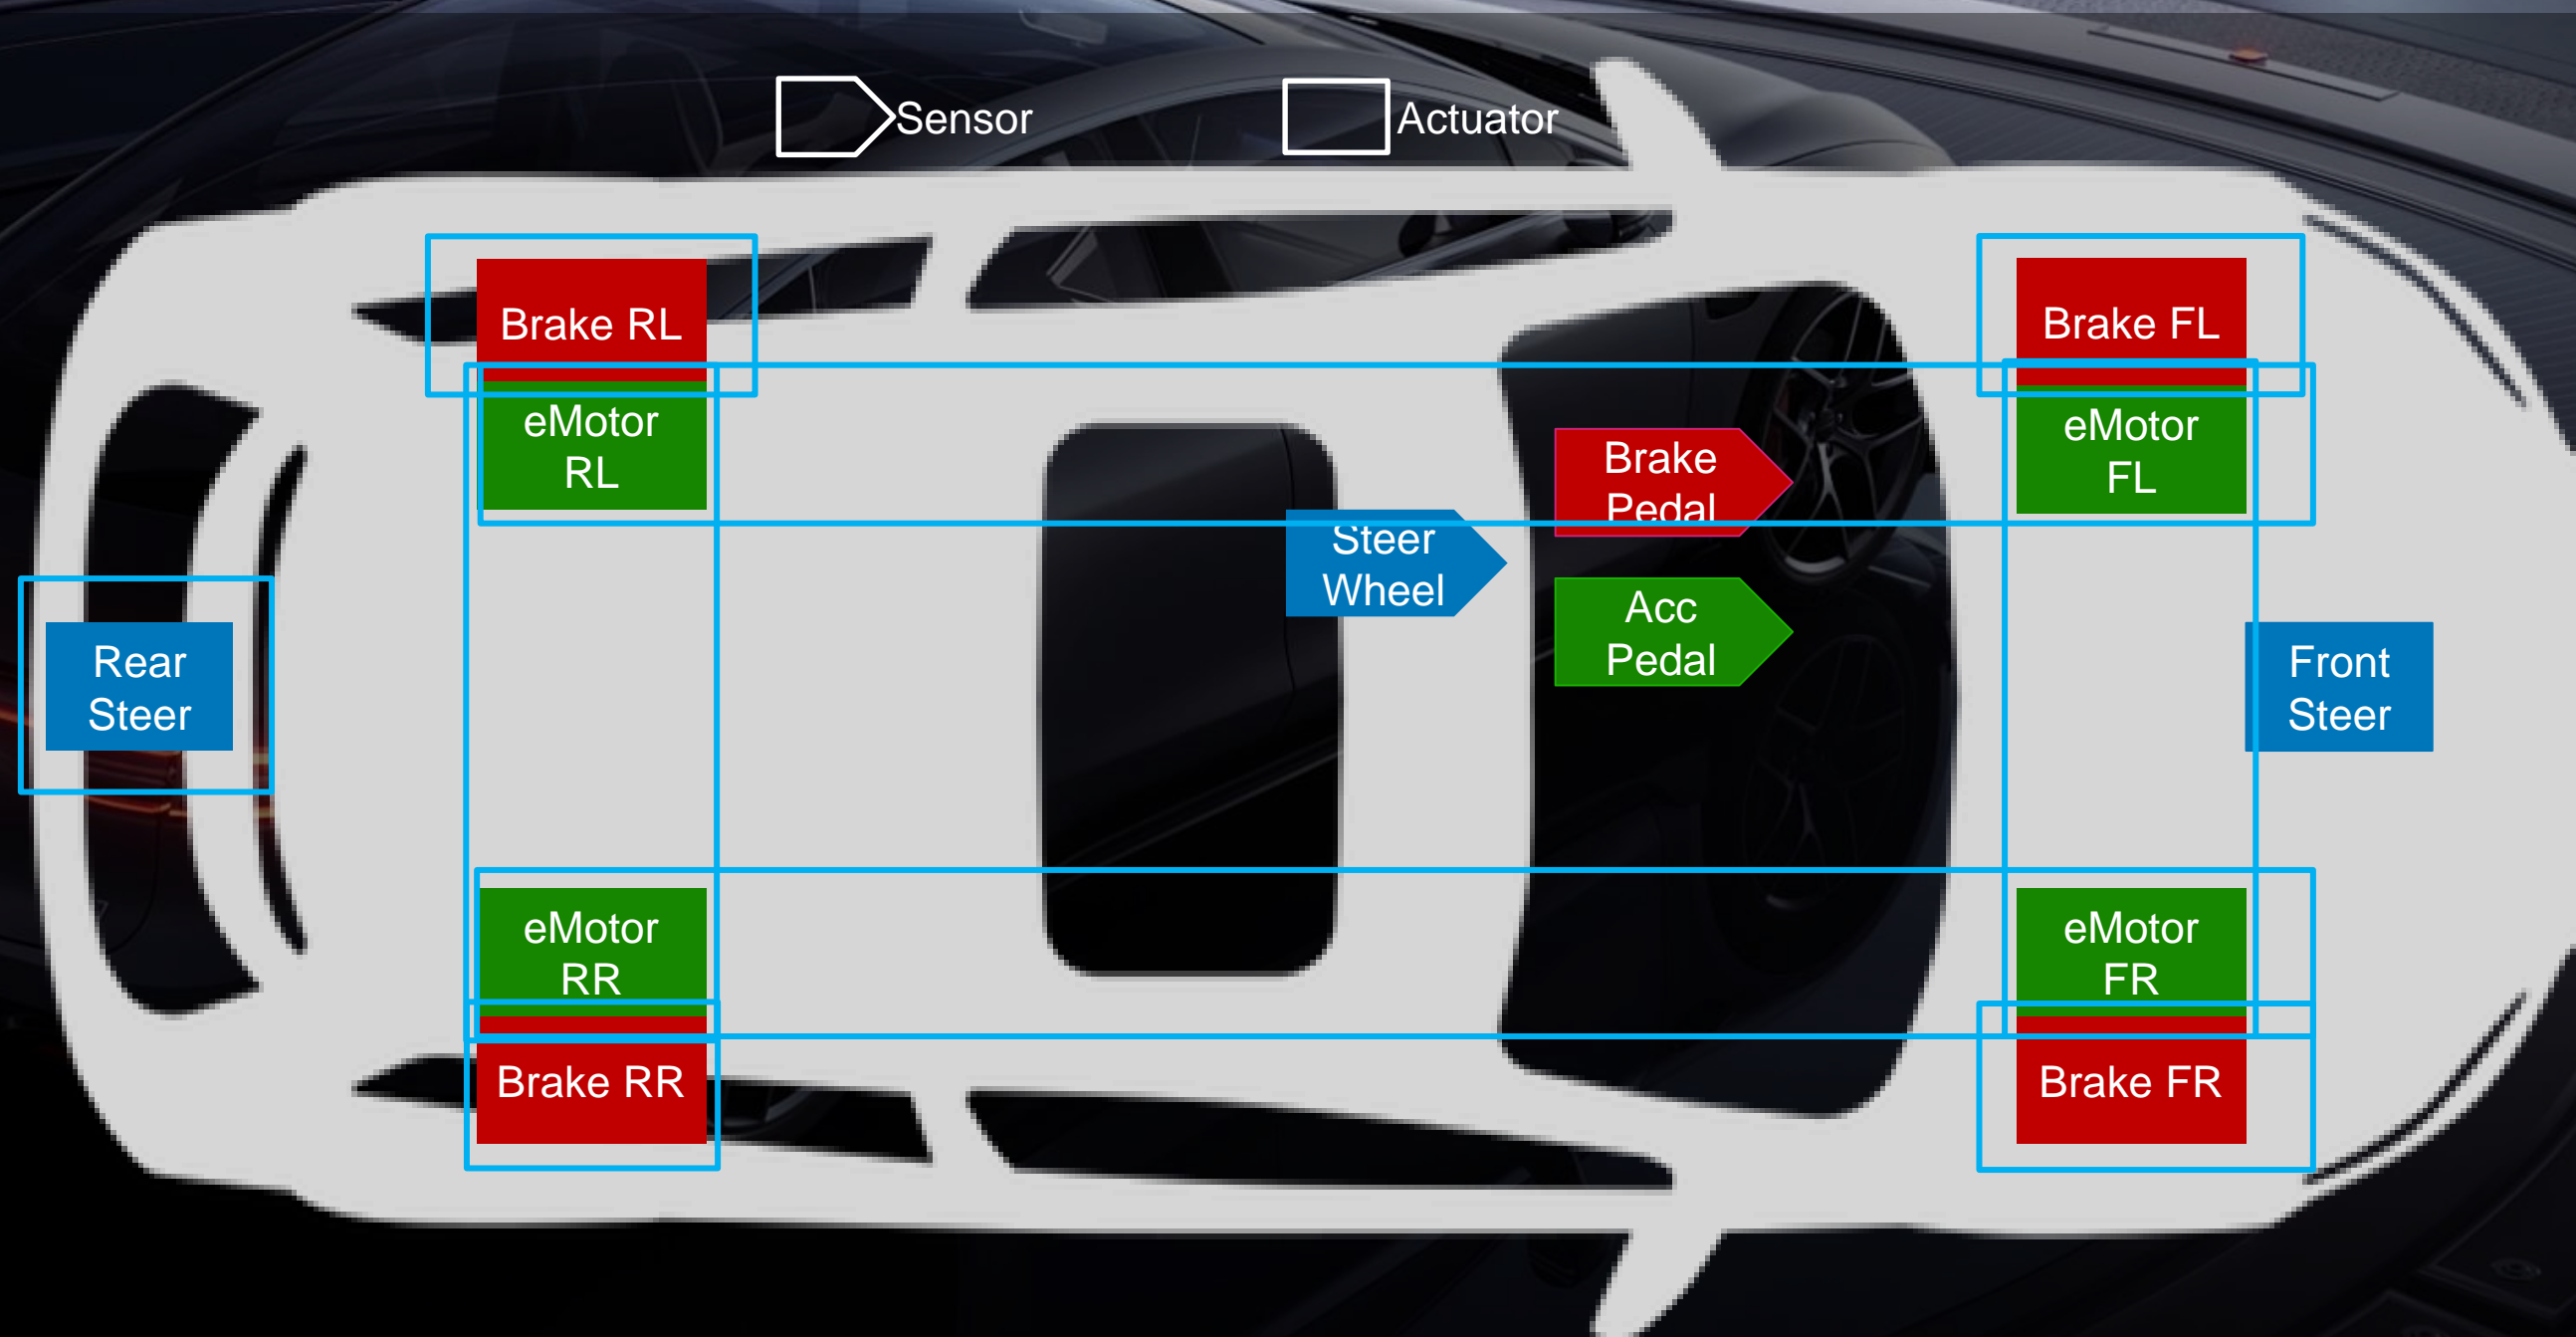 Sensor
Actuator
Brake RL
Brake FL
eMotor
RL
eMotor
FL
Brake
Pedal
Steer
Wheel
Acc
Pedal
Rear
Steer
Front
Steer
eMotor
RR
eMotor
FR
Brake RR
Brake FR